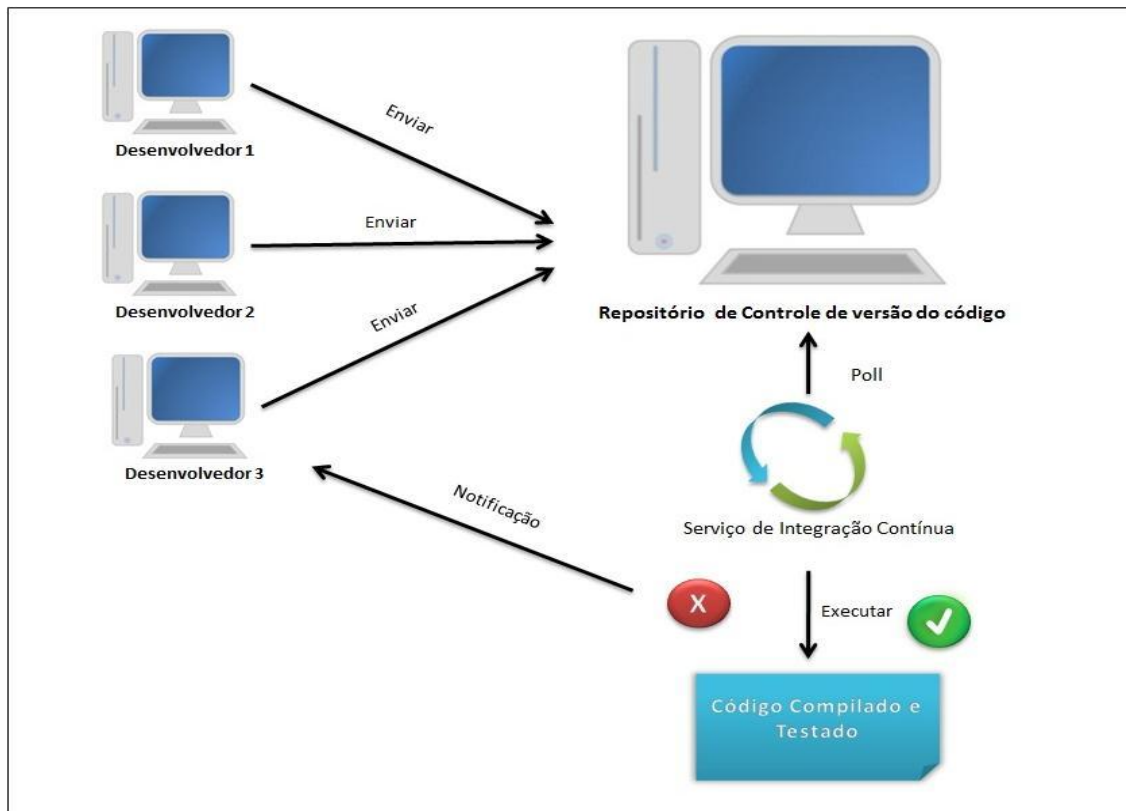 Desenvolvedor 1
Enviar
Desenvolvedor 2
Enviar
Desenvolvedor 3
Enviar
Repositório de Controle de versão do código
Poll
Serviço de Integração Contínua
Notificação
X
Executar
Código Compilado e
Testado